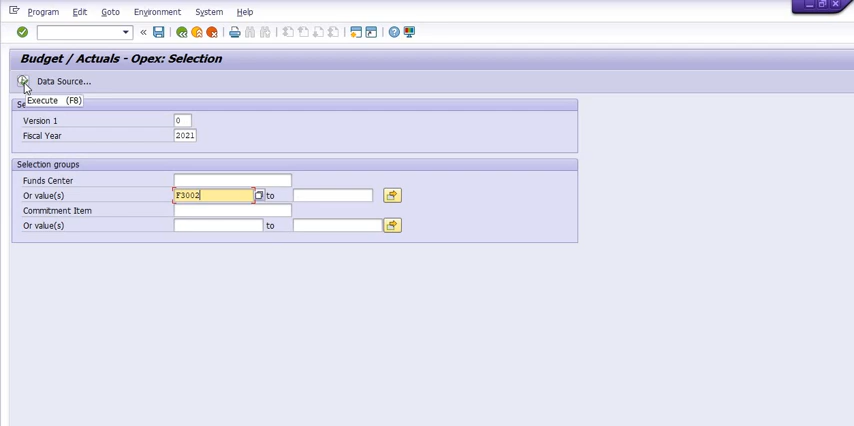 Program Edit Goto Environment System Help
«
Budget / Actuals - Opex: Selection
Data Source...
Execute (F8)
Se
Version 1 0
Fiscal Year 2021
Selection groups
Funds Center
Or value(s) F3002 to
Commitment Item
Or value(s) to